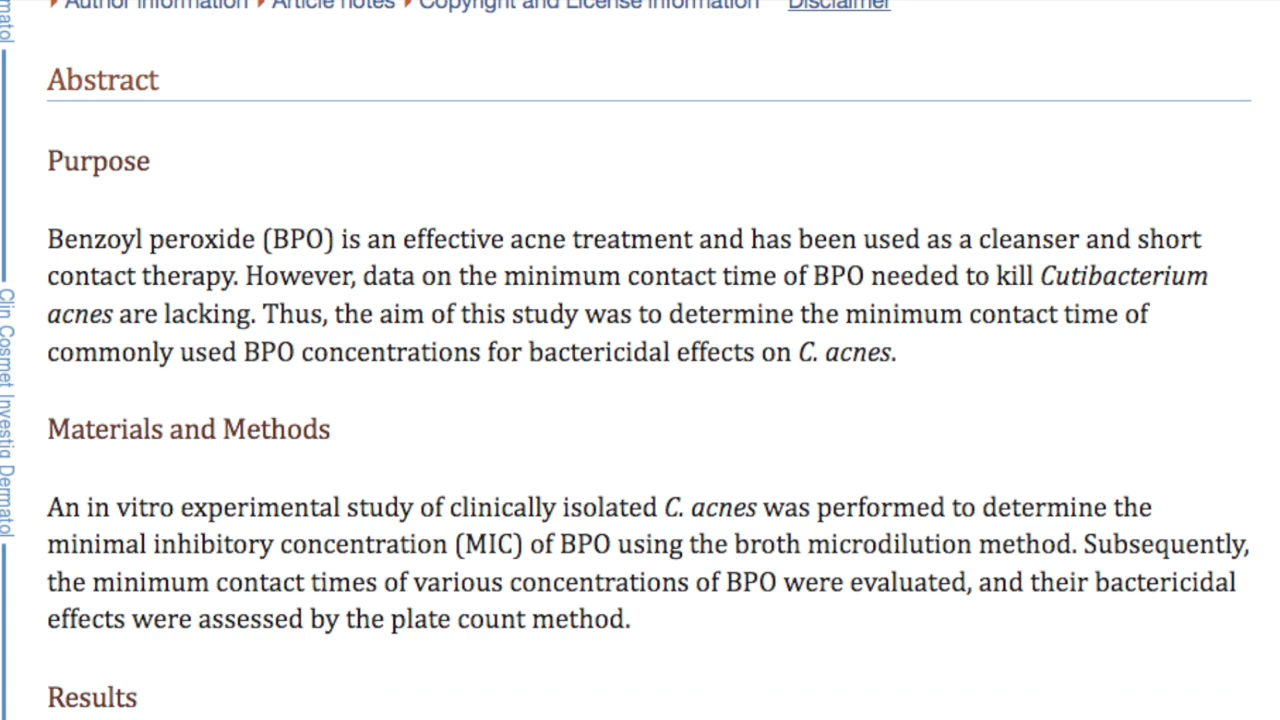 Author information Article notes Copyright and License information Disclaimer
Abstract
Purpose
Benzoyl peroxide (BPO) is an effective acne treatment and has been used as a cleanser and short
contact therapy. However, data on the minimum contact time of BPO needed to kill Cutibacterium
acnes are lacking. Thus, the aim of this study was to determine the minimum contact time of
commonly used BPO concentrations for bactericidal effects on C. acnes.
Materials and Methods
An in vitro experimental study of clinically isolated C. acnes was performed to determine the
minimal inhibitory concentration (MIC) of BPO using the broth microdilution method. Subsequently,
the minimum contact times of various concentrations of BPO were evaluated, and their bactericidal
effects were assessed by the plate count method.
Results
matol
Clin Cosmet Investig Dermatol